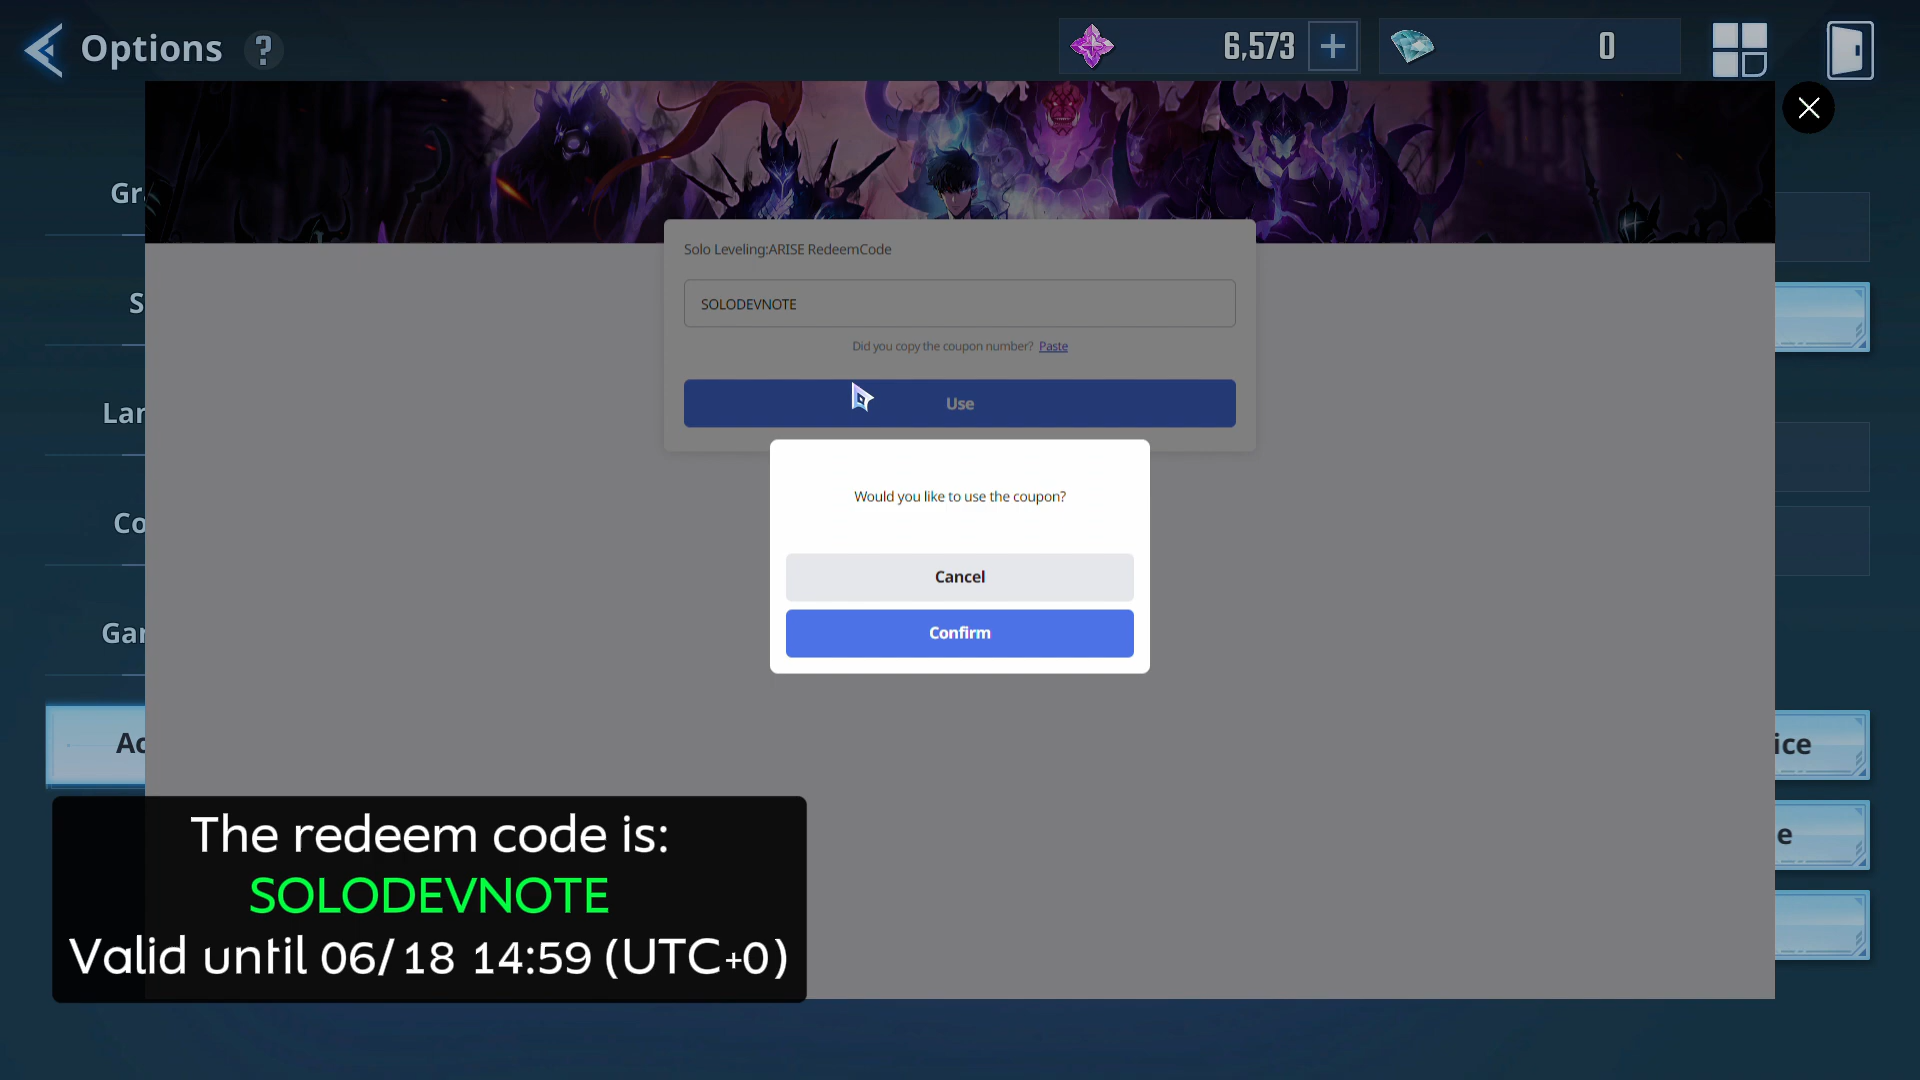 Options ?
6,573 +
0
Gr
S
Lar
Co
Gar
Ac
Solo Leveling:ARISE RedeemCode
SOLODEVNOTE
Did you copy the coupon number? Paste
Use
Would you like to use the coupon?
Cancel
Confirm
ice
e
The redeem code is:
SOLODEVNOTE
Valid until 06/18 14:59 (UTC+0)